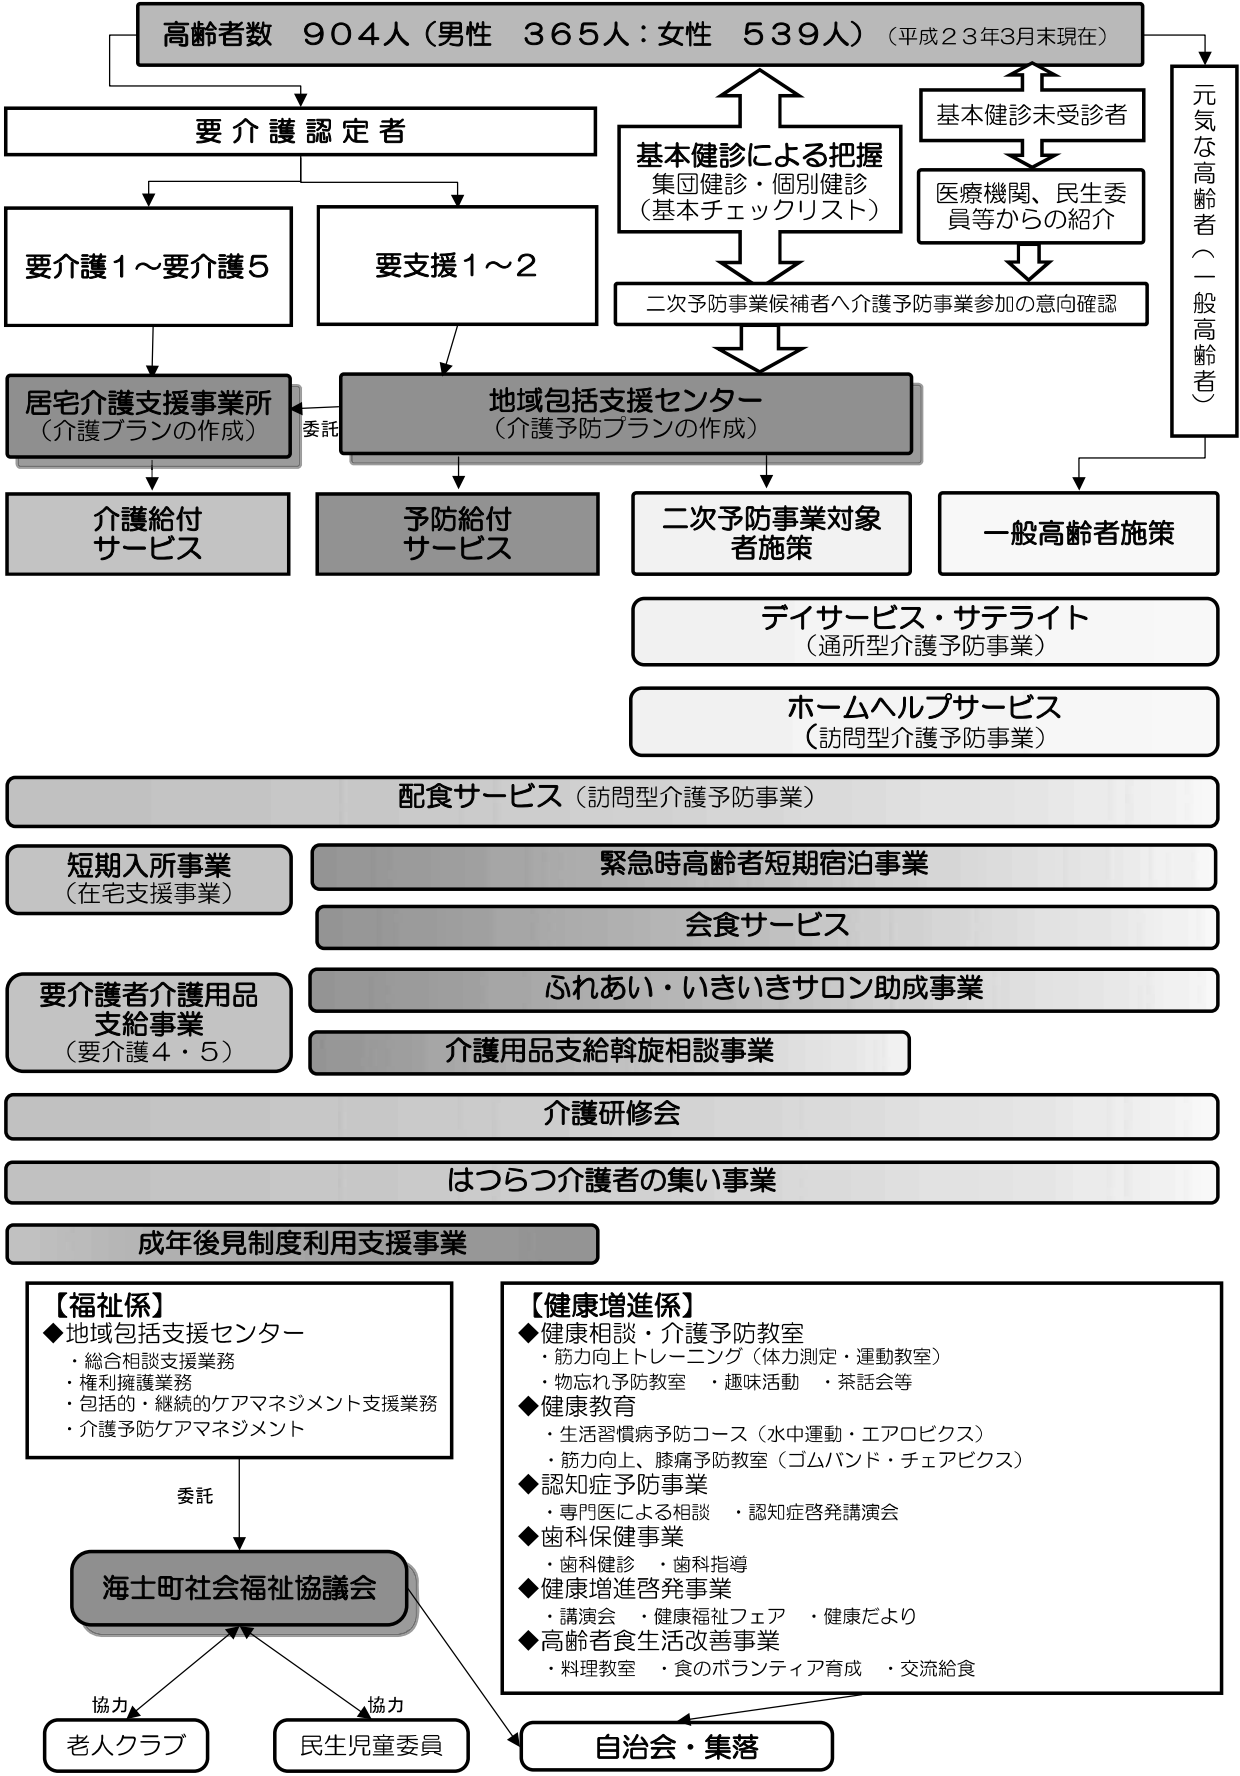 高齢者数　９０４人（男性　３６５人：女性　５３９人）（平成２３年3月末現在）
要 介 護 認 定 者
基本健診未受診者
元気な高齢者（一般高齢者）
基本健診による把握
集団健診・個別健診
（基本チェックリスト）
医療機関、民生委
員等からの紹介
要介護１～要介護５
要支援１～２
二次予防事業候補者へ介護予防事業参加の意向確認
居宅介護支援事業所
（介護プランの作成）
委託
地域包括支援センター
（介護予防プランの作成）
介護給付
サービス
予防給付
サービス
二次予防事業対象
者施策
一般高齢者施策
デイサービス・サテライト
（通所型介護予防事業）
ホームヘルプサービス
（訪問型介護予防事業）
配食サービス（訪問型介護予防事業）
短期入所事業
（在宅支援事業）
緊急時高齢者短期宿泊事業
会食サービス
要介護者介護用品
支給事業
（要介護４・５）
ふれあい・いきいきサロン助成事業
介護用品支給斡旋相談事業
介護研修会
はつらつ介護者の集い事業
成年後見制度利用支援事業
【福祉係】
◆地域包括支援センター
・総合相談支援業務
・権利擁護業務
・包括的・継続的ケアマネジメント支援業務
・介護予防ケアマネジメント
委託
海士町社会福祉協議会
協力
協力
老人クラブ
民生児童委員
【健康増進係】
◆健康相談・介護予防教室
・筋力向上トレーニング（体力測定・運動教室）
・物忘れ予防教室　・趣味活動　・茶話会等
◆健康教育
・生活習慣病予防コース（水中運動・エアロビクス）
・筋力向上、膝痛予防教室（ゴムバンド・チェアビクス）
◆認知症予防事業
・専門医による相談　・認知症啓発講演会
◆歯科保健事業
・歯科健診　・歯科指導
◆健康増進啓発事業
・講演会　・健康福祉フェア　・健康だより
◆高齢者食生活改善事業
・料理教室　・食のボランティア育成　・交流給食
自治会・集落